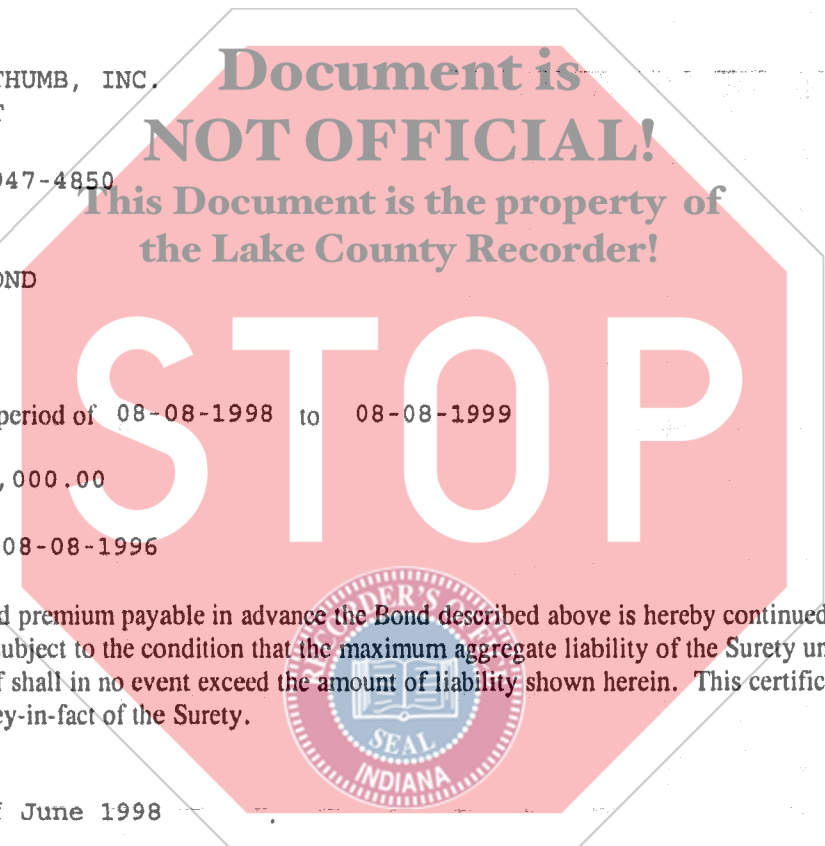 Document is
THUMB, INC.
NOT OFFICIAL!
947-4850
This Document is the property of
the Lake County Recorder!
OND
STOP
period of 08-08-1998 to 08-08-1999
,000.00
08-08-1996
d premium payable in advance the Bond described above is hereby continued
subject to the condition that the maximum aggregate liability of the Surety un
f shall in no event exceed the amount of liability shown herein. This certific
ey-in-fact of the Surety.
RECORDER'S OFFICE
SEAL
INDIANA
f June 1998